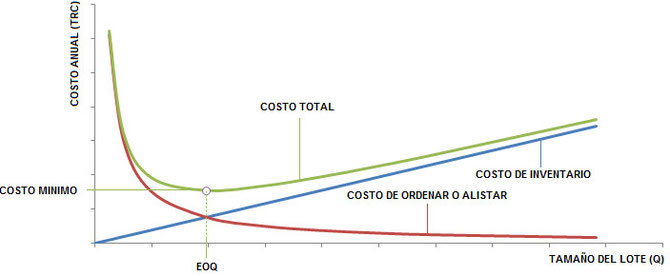 COSTO ANUAL (TRC)
COSTO TOTAL
COSTO DE INVENTARIO
COSTO MINIMO
COSTO DE ORDENAR O ALISTAR
EOQ
TAMAÑO DEL LOTE (Q)